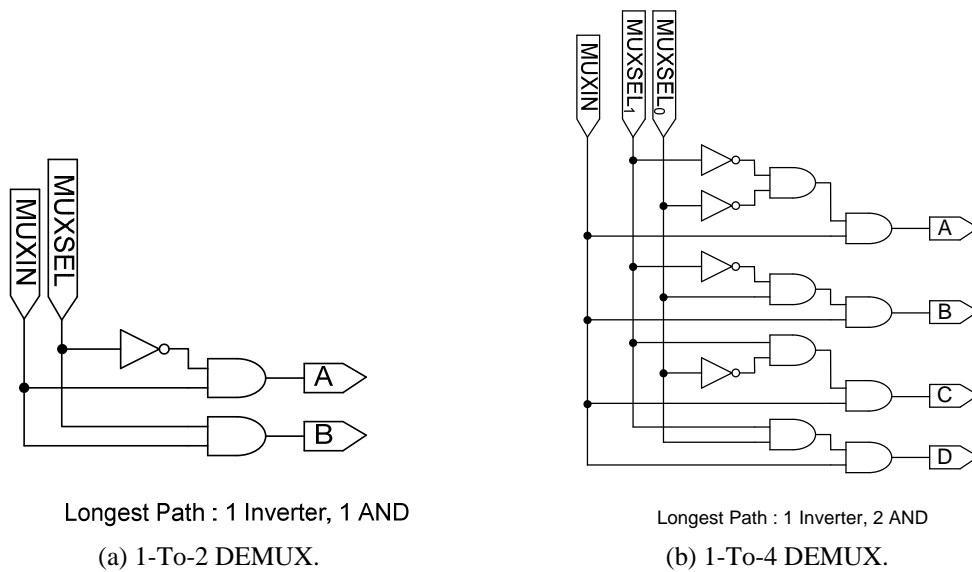 MUXIN
MUXSEL
A
B
Longest Path : 1 Inverter, 1 AND
(a) 1-To-2 DEMUX.
MUXIN
MUXSEL₁
MUXSEL₀
A
B
C
D
Longest Path : 1 Inverter, 2 AND
(b) 1-To-4 DEMUX.